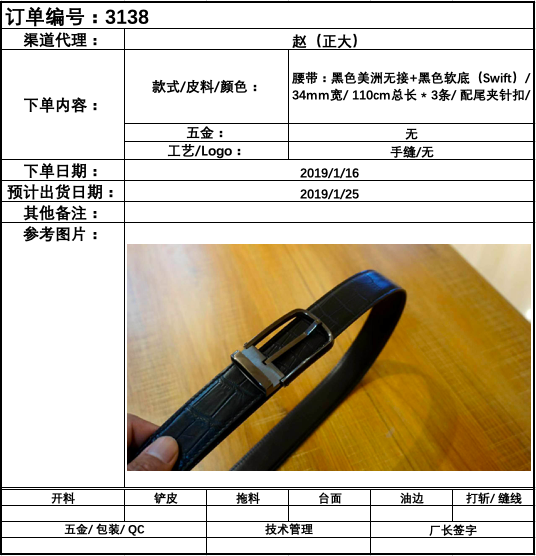 订单编号：3138
渠道代理： 赵（正大）
下单内容： 款式/皮料/颜色： 腰带：黑色美洲无接+黑色软底（Swift）/
34mm宽/ 110cm总长 * 3条/ 配尾夹针扣/
五金： 无
工艺/Logo： 手缝/无
下单日期： 2019/1/16
预计出货日期： 2019/1/25
其他备注：
参考图片：
开料 铲皮 拖料 台面 油边 打斩/ 缝线
五金/ 包装/ QC 技术管理 厂长签字